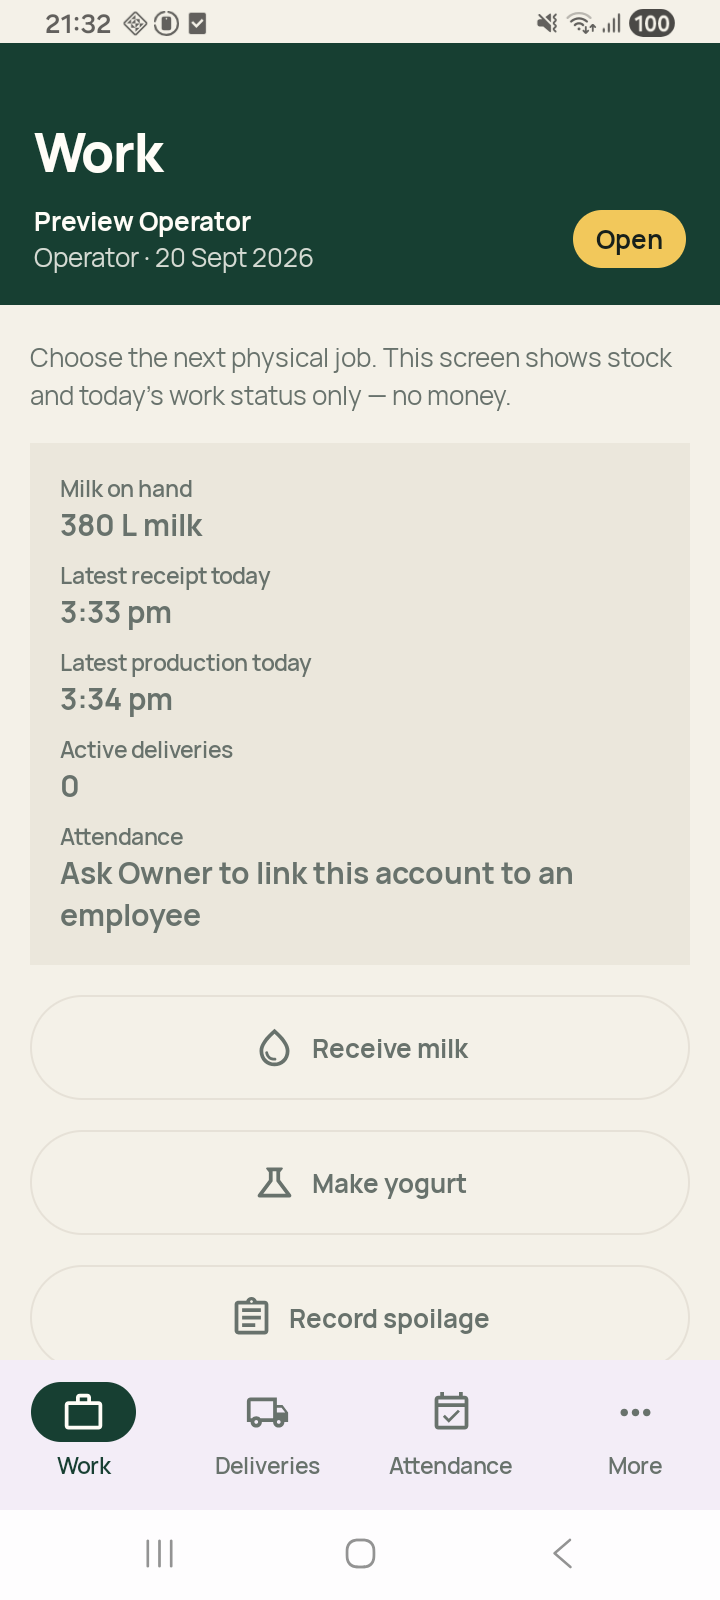 21:32
100
Work
Preview Operator
Operator · 20 Sept 2026
Open
Choose the next physical job. This screen shows stock
and today’s work status only — no money.
Milk on hand
380 L milk
Latest receipt today
3:33 pm
Latest production today
3:34 pm
Active deliveries
0
Attendance
Ask Owner to link this account to an
employee
Receive milk
Make yogurt
Record spoilage
Work
Deliveries
Attendance
More